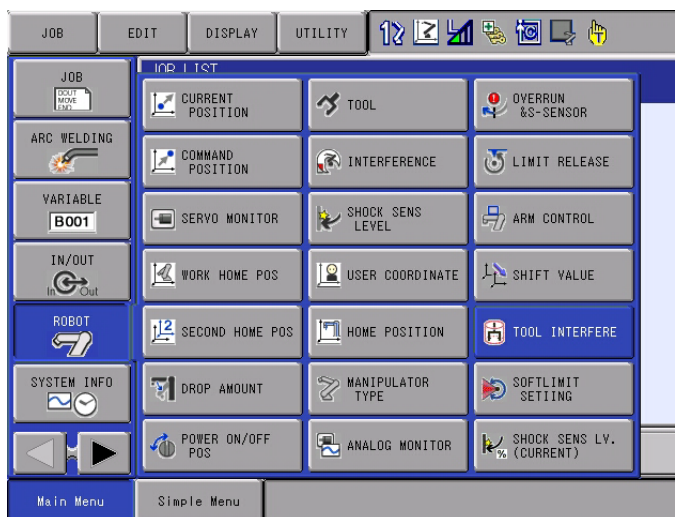 JOB
EDIT
DISPLAY
UTILITY
JOB LIST
JOB
DOUT
MOVE
END
ARC WELDING
VARIABLE
B001
IN/OUT
In
Out
ROBOT
SYSTEM INFO
CURRENT
POSITION
TOOL
OVERRUN
&S-SENSOR
COMMAND
POSITION
INTERFERENCE
LIMIT RELEASE
SERVO MONITOR
SHOCK SENS
LEVEL
ARM CONTROL
WORK HOME POS
USER COORDINATE
SHIFT VALUE
2
SECOND HOME POS
HOME POSITION
TOOL INTERFERE
DROP AMOUNT
MANIPULATOR
TYPE
SOFTLIMIT
SETIING
POWER ON/OFF
POS
ANALOG MONITOR
%
SHOCK SENS LV.
(CURRENT)
Main Menu
Simple Menu